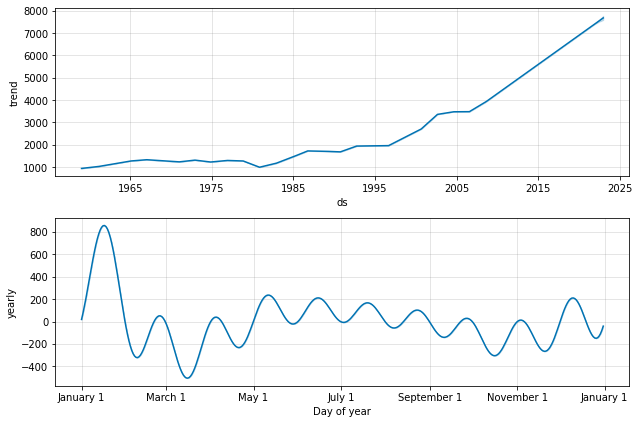 8000
7000
6000
5000
4000
3000
2000
1000
trend
1965 1975 1985 1995 2005 2015 2025
ds
800
600
400
200
0
−200
−400
yearly
January 1 March 1 May 1 July 1 September 1 November 1 January 1
Day of year